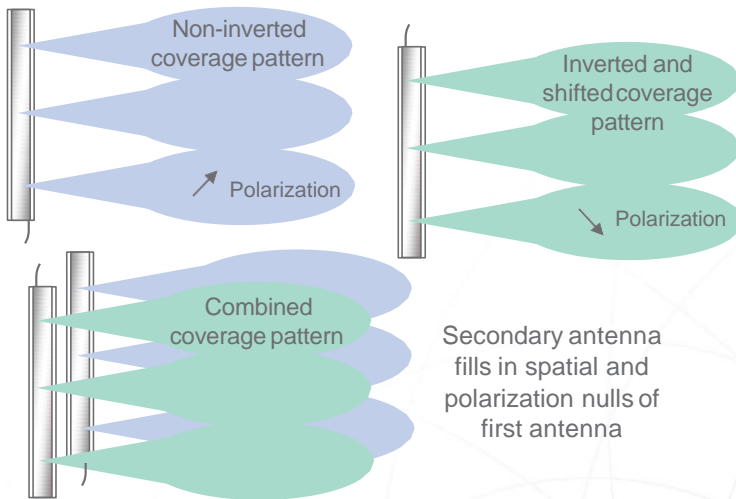 Non-inverted
coverage pattern
Polarization
Inverted and
shifted coverage
pattern
Polarization
Combined
coverage pattern
Secondary antenna
fills in spatial and
polarization nulls of
first antenna